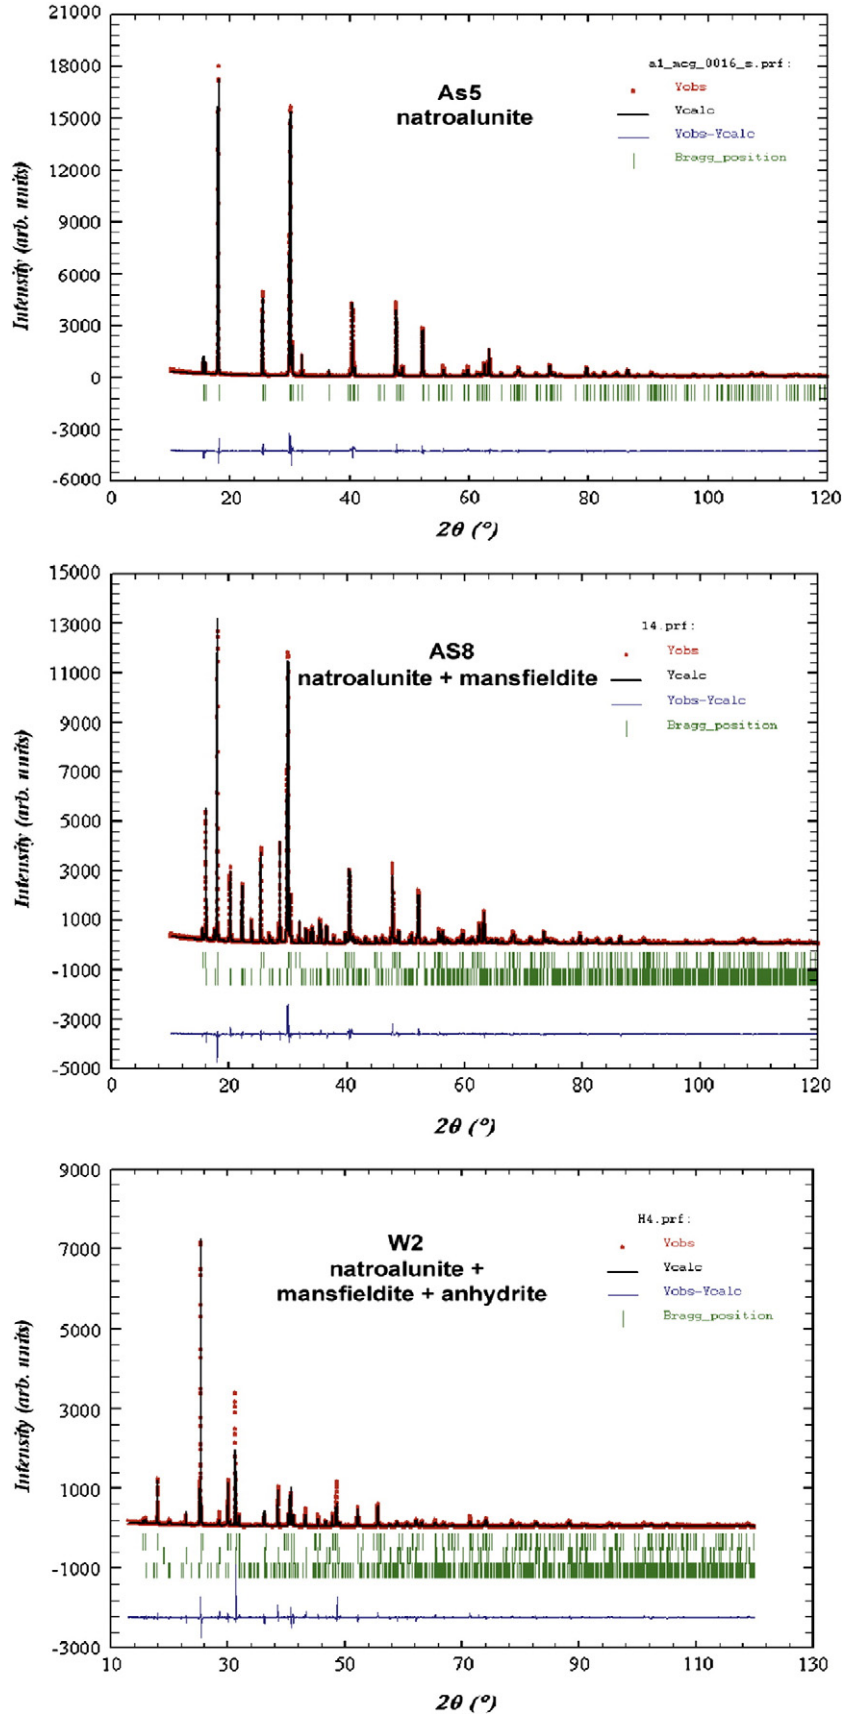 21000
18000
15000
12000
9000
6000
3000
0
-3000
-6000
Intensity (arb. units)
As5
natroalunite
a1_mcg_0016_s.prf:
Yobs
Ycalc
Yobs-Ycalc
Bragg_position
0 20 40 60 80 100 120
2θ (°)
15000
13000
11000
9000
7000
5000
3000
1000
-1000
-3000
-5000
Intensity (arb. units)
AS8
natroalunite + mansfieldite
14.prf:
Yobs
Ycalc
Yobs-Ycalc
Bragg_position
0 20 40 60 80 100 120
2θ (°)
9000
7000
5000
3000
1000
-1000
-3000
Intensity (arb. units)
W2
natroalunite +
mansfieldite + anhydrite
H4.prf:
Yobs
Ycalc
Yobs-Ycalc
Bragg_position
10 30 50 70 90 110 130
2θ (°)